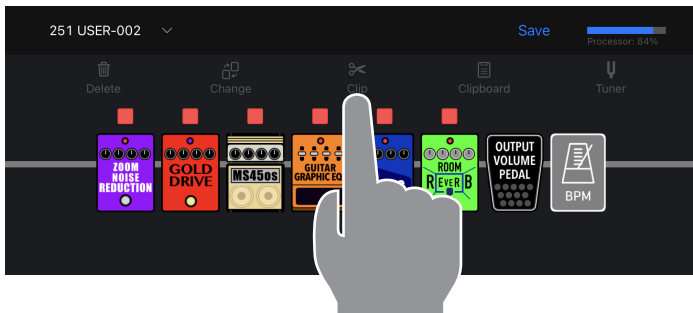 251 USER-002
Save
Processor: 84%
Delete
Change
Clip
Clipboard
Tuner
ZOOM
NOISE
REDUCTION
GOLD
DRIVE
MS45os
GUITAR
GRAPHIC EQ
ROOM
REVERB
OUTPUT
VOLUME
PEDAL
BPM